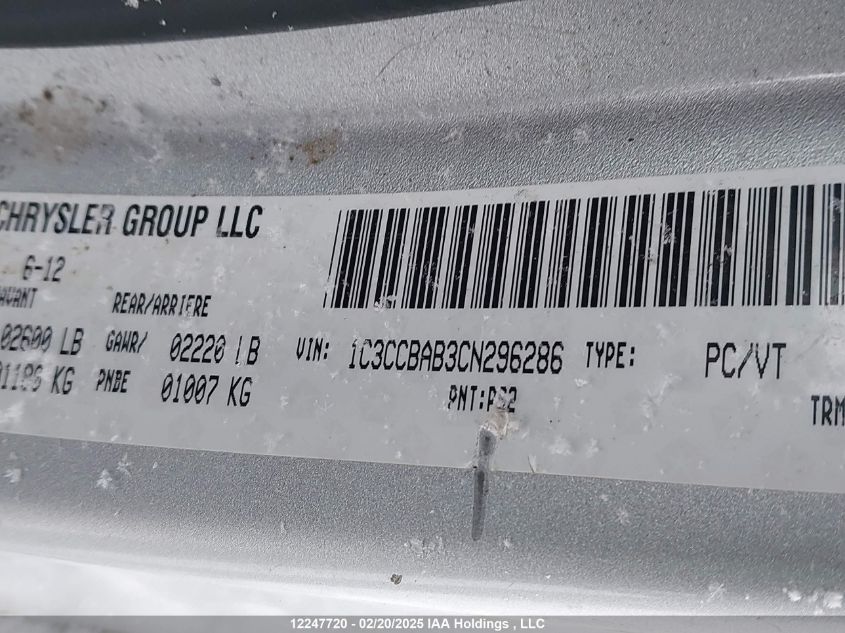 CHRYSLER GROUP LLC
6-12
REAR/ARRIERE
02600 LB GAWR/ 02220 LB VIN: 1C3CCBAB3CN296286 TYPE: PC/VT
KG PNBE 01007 KG
TRM
12247720 - 02/20/2025 IAA Holdings , LLC